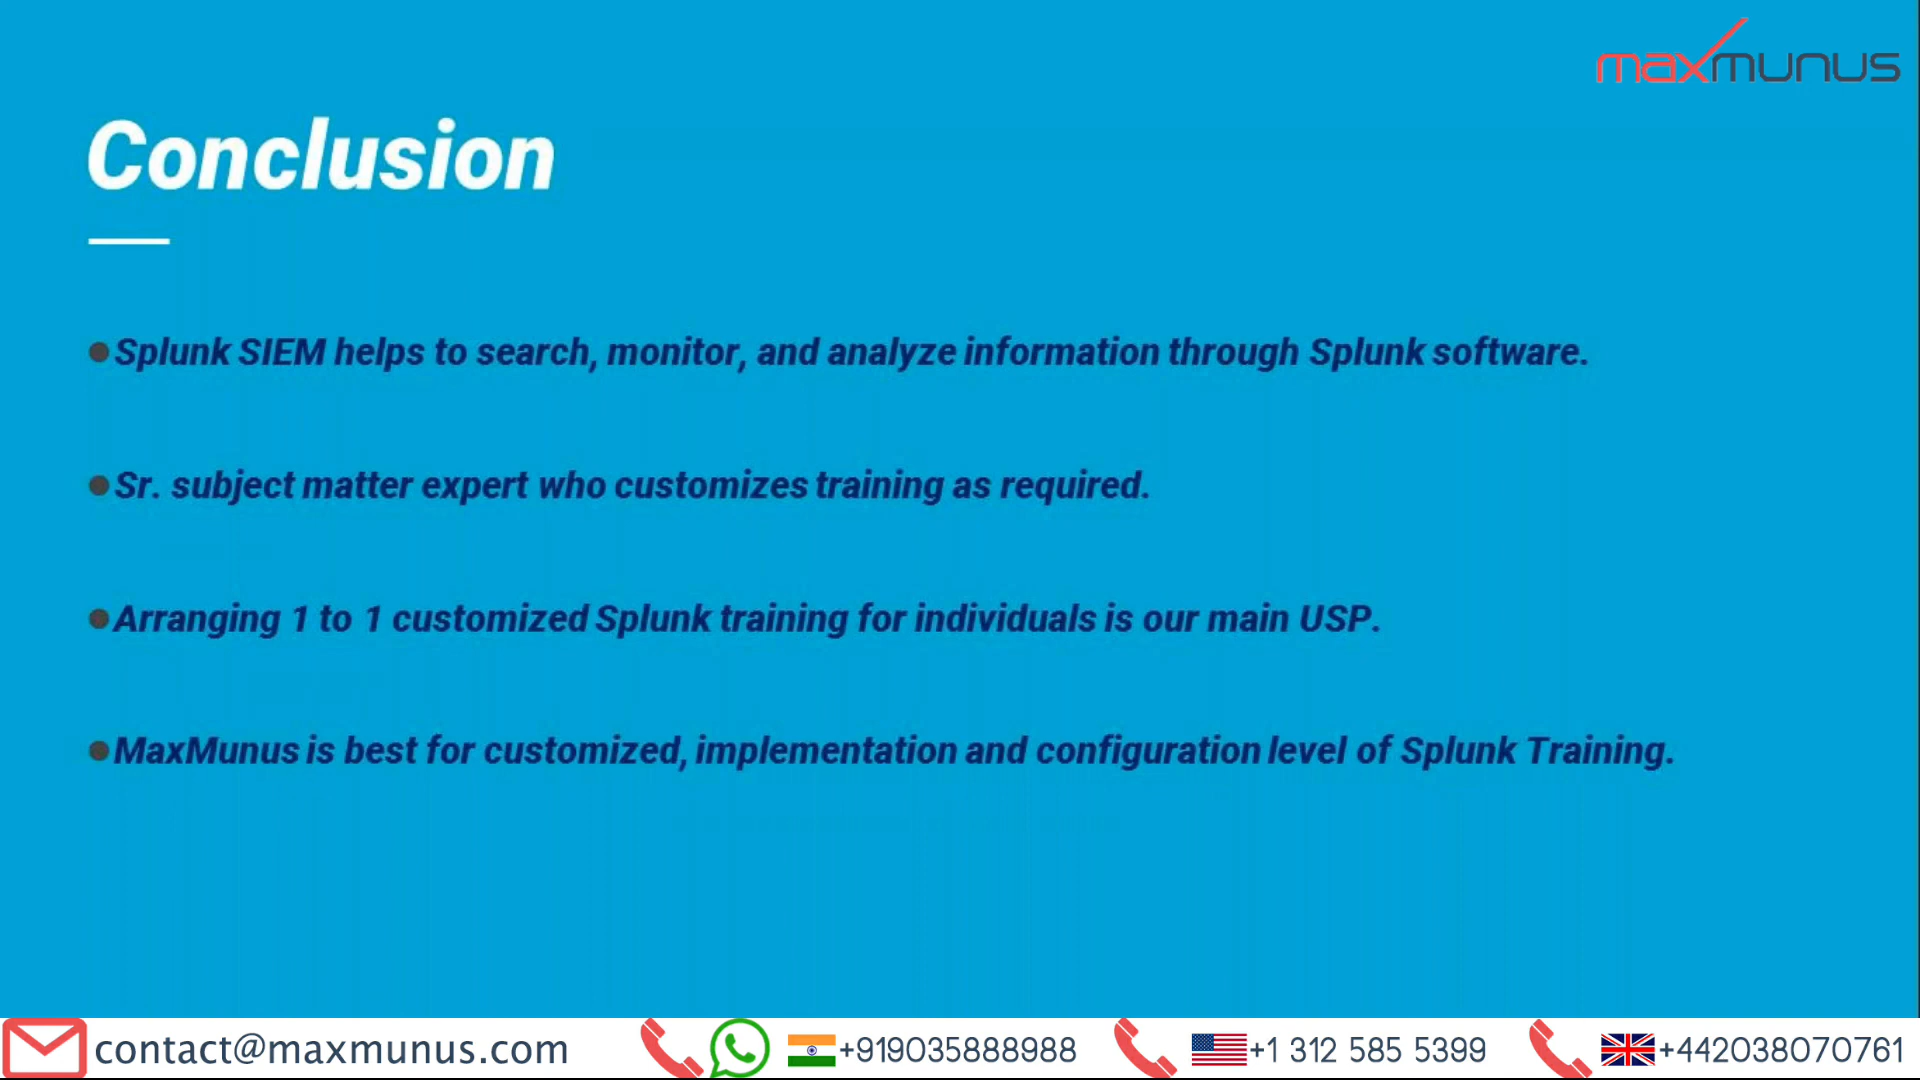 maxmunus
Conclusion
Splunk SIEM helps to search, monitor, and analyze information through Splunk software.
Sr. subject matter expert who customizes training as required.
Arranging 1 to 1 customized Splunk training for individuals is our main USP.
MaxMunus is best for customized, implementation and configuration level of Splunk Training.
contact@maxmunus.com +919035888988 +1 312 585 5399 +442038070761